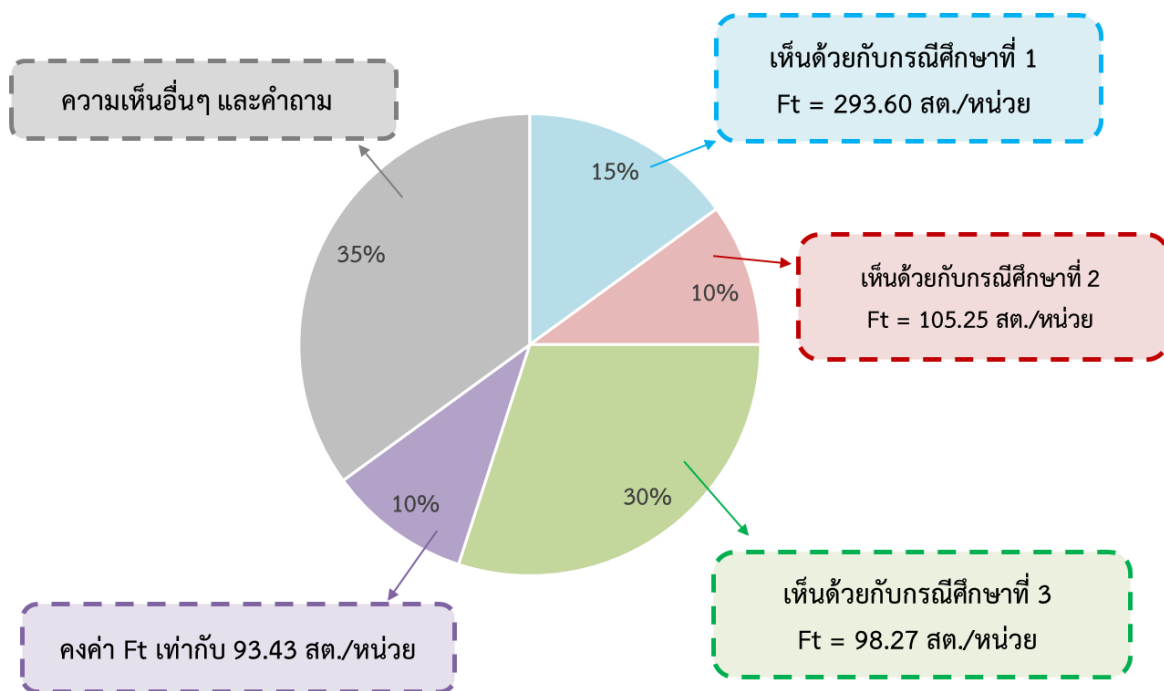 เห็นด้วยกับกรณีศึกษาที่ 1
Ft = 293.60 สต./หน่วย
ความเห็นอื่นๆ และคำถาม
15%
35%
10%
เห็นด้วยกับกรณีศึกษาที่ 2
Ft = 105.25 สต./หน่วย
10%
30%
เห็นด้วยกับกรณีศึกษาที่ 3
Ft = 98.27 สต./หน่วย
คงค่า Ft เท่ากับ 93.43 สต./หน่วย